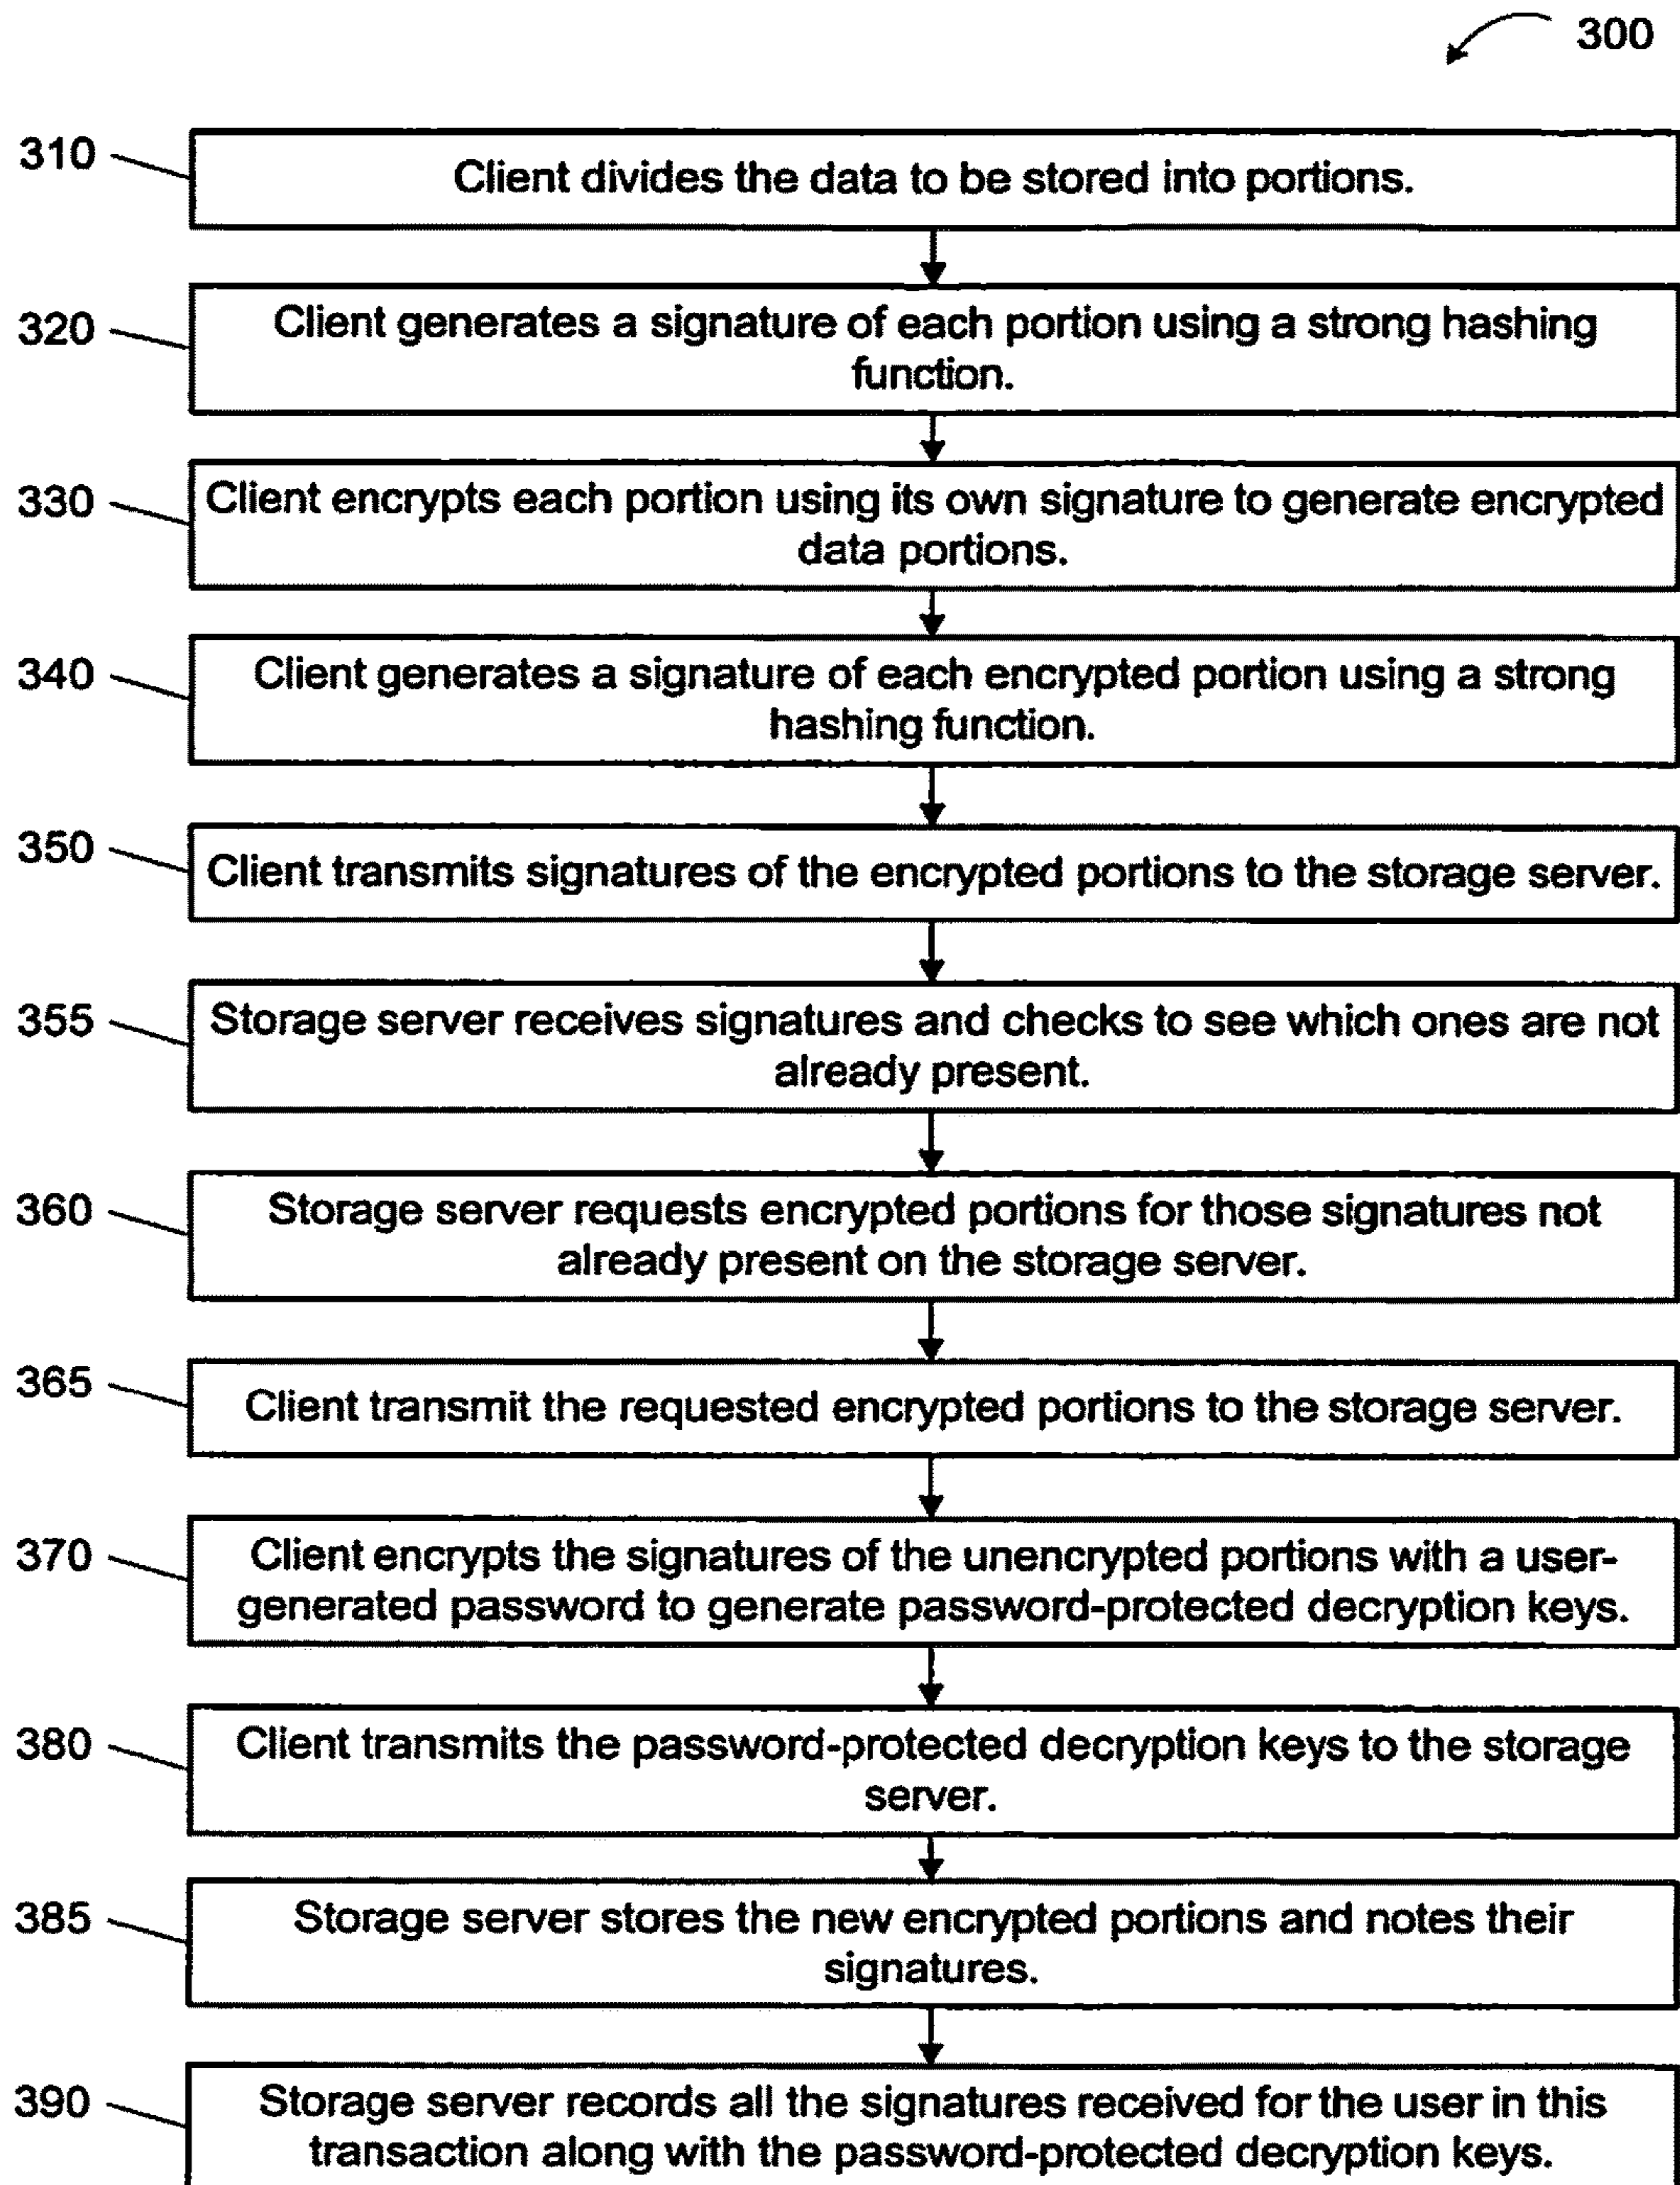 300
310
Client divides the data to be stored into portions.
320
Client generates a signature of each portion using a strong hashing
function.
330
Client encrypts each portion using its own signature to generate encrypted
data portions.
340
Client generates a signature of each encrypted portion using a strong
hashing function.
350
Client transmits signatures of the encrypted portions to the storage server.
355
Storage server receives signatures and checks to see which ones are not
already present.
360
Storage server requests encrypted portions for those signatures not
already present on the storage server.
365
Client transmit the requested encrypted portions to the storage server.
370
Client encrypts the signatures of the unencrypted portions with a user-
generated password to generate password-protected decryption keys.
380
Client transmits the password-protected decryption keys to the storage
server.
385
Storage server stores the new encrypted portions and notes their
signatures.
390
Storage server records all the signatures received for the user in this
transaction along with the password-protected decryption keys.